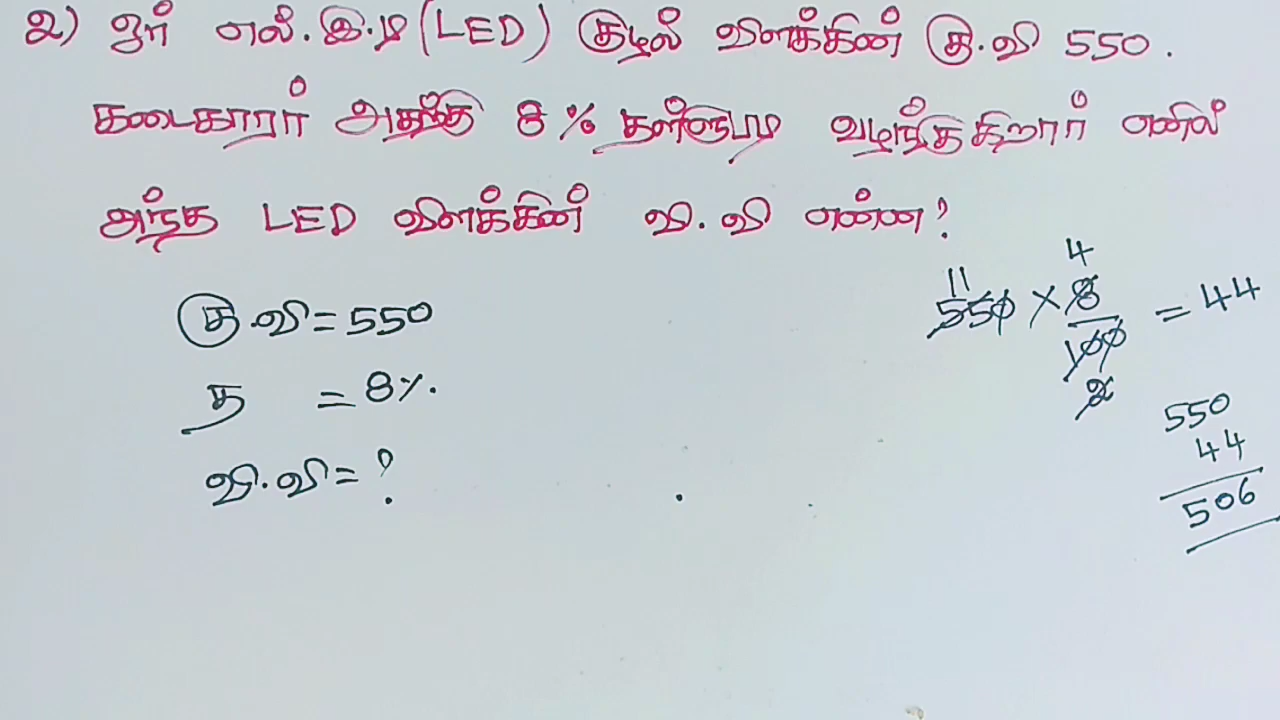 2) ஓர் எல்.இ.டி (LED) குழல் விளக்கின் கு.வி 550.
கடைகாரர் அதற்கு 8% தள்ளுபடி வழங்குகிறார் எனில்
அந்த LED விளக்கின் வி.வி என்ன?
கு.வி = 550
த = 8%.
வி.வி = ?
11 4
550 × 8 = 44
100
2
550
44
506